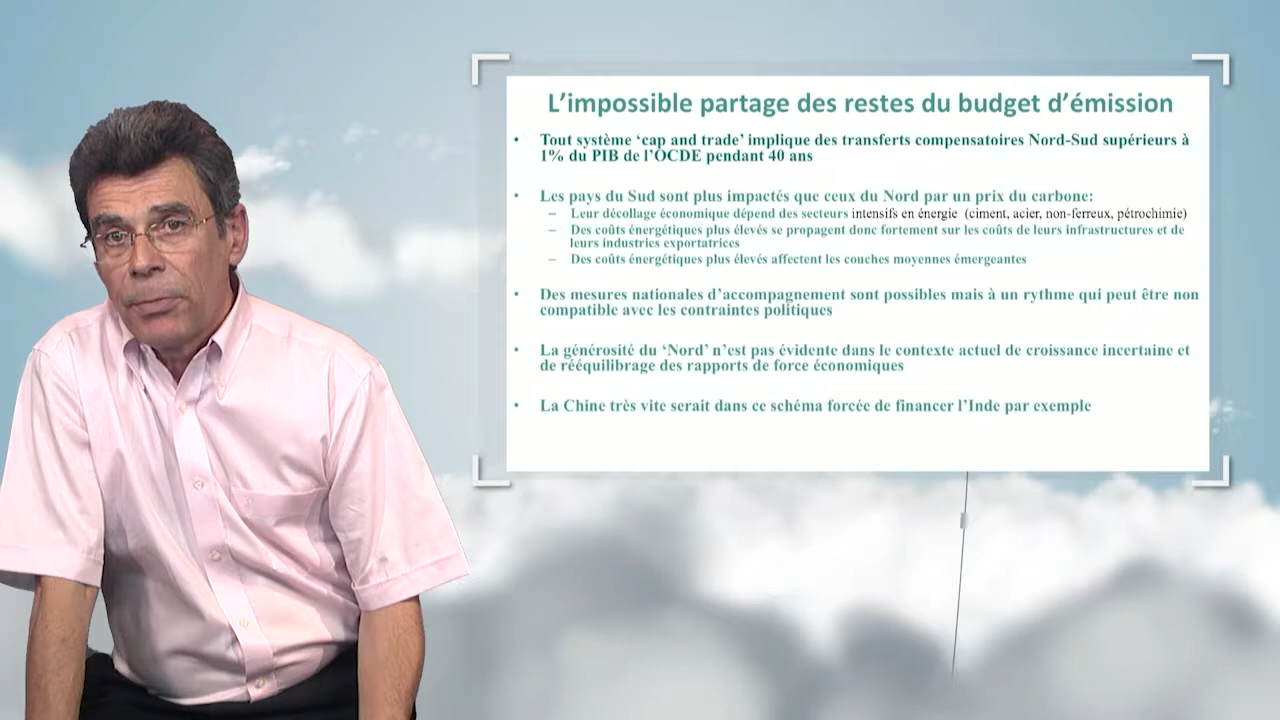 L’impossible partage des restes du budget d’émission
• Tout système ‘cap and trade’ implique des transferts compensatoires Nord-Sud supérieurs à
1% du PIB de l’OCDE pendant 40 ans
• Les pays du Sud sont plus impactés que ceux du Nord par un prix du carbone:
– Leur décollage économique dépend des secteurs intensifs en énergie (ciment, acier, non-ferreux, pétrochimie)
– Des coûts énergétiques plus élevés se propagent donc fortement sur les coûts de leurs infrastructures et de
leurs industries exportatrices
– Des coûts énergétiques plus élevés affectent les couches moyennes émergeantes
• Des mesures nationales d’accompagnement sont possibles mais à un rythme qui peut être non
compatible avec les contraintes politiques
• La générosité du ‘Nord’ n’est pas évidente dans le contexte actuel de croissance incertaine et
de rééquilibrage des rapports de force économiques
• La Chine très vite serait dans ce schéma forcée de financer l’Inde par exemple